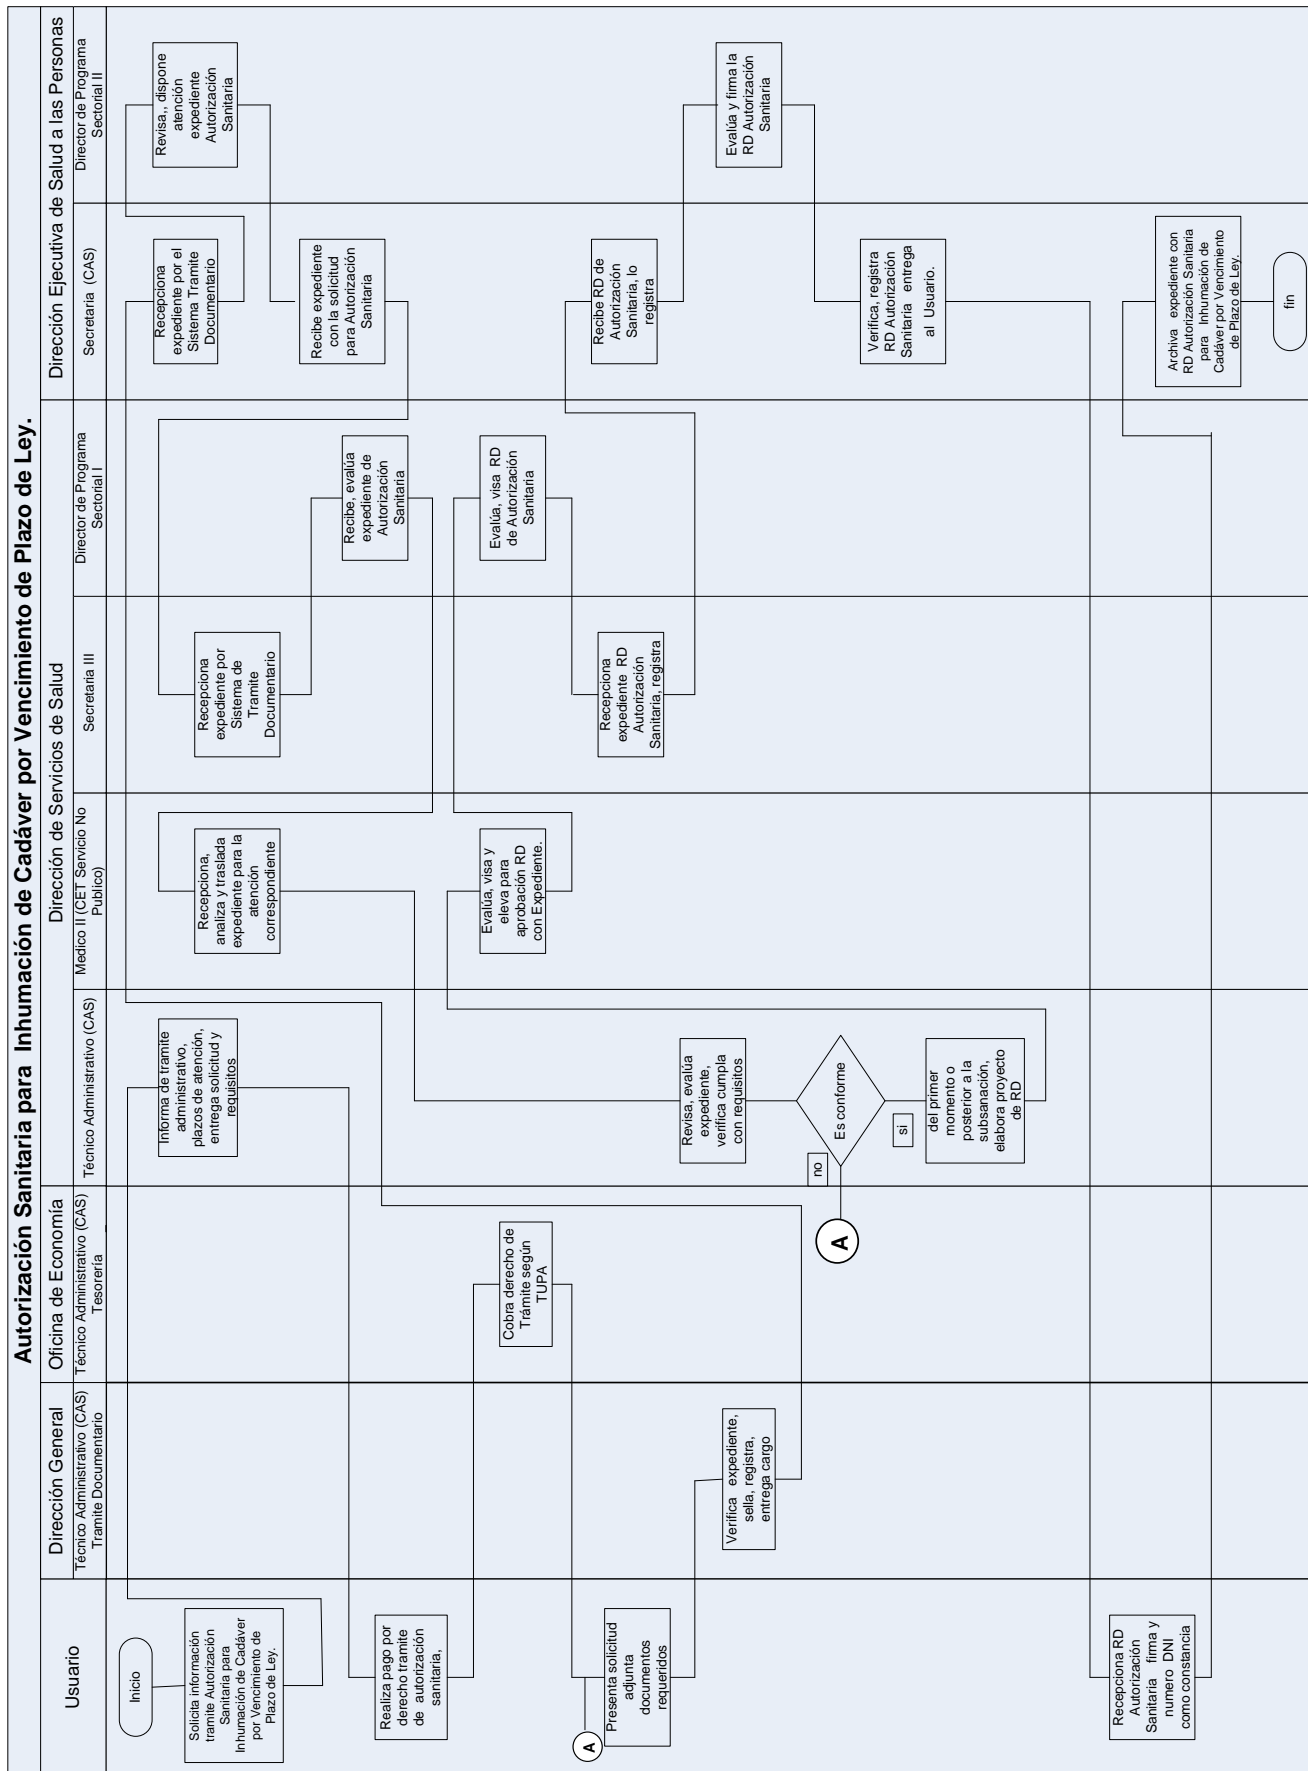 Autorización Sanitaria para Inhumación de Cadáver por Vencimiento de Plazo de Ley.
Usuario
Dirección General
Oficina de Economía
Dirección de Servicios de Salud
Dirección Ejecutiva de Salud a las Personas
Técnico Administrativo (CAS)
Tramite Documentario
Técnico Administrativo (CAS)
Tesorería
Técnico Administrativo (CAS)
Medico II (CET Servicio No
Publico)
Secretaria III
Director de Programa
Sectorial I
Secretaria (CAS)
Director de Programa
Sectorial II
Inicio
Solicita información
tramite Autorización
Sanitaria para
Inhumación de Cadáver
por Vencimiento de
Plazo de Ley.
Informa de tramite
administrativo,
plazos de atención,
entrega solicitud y
requisitos
Realiza pago por
derecho tramite
de autorización
sanitaria,
Cobra derecho de
Trámite según
TUPA
A
Presenta solicitud
adjunta
documentos
requeridos
Verifica expediente,
sella, registra,
entrega cargo
Recepciona
expediente por el
Sistema Tramite
Documentario
Revisa,, dispone
atención
expediente
Autorización
Sanitaria
Recibe expediente
con la solicitud
para Autorización
Sanitaria
Recepciona
expediente por
Sistema de
Tramite
Documentario
Recibe, evalúa
expediente de
Autorización
Sanitaria
Recepciona,
analiza y traslada
expediente para la
atención
correspondiente
Revisa, evalúa
expediente,
verifica cumpla
con requisitos
Es conforme
no
A
si
del primer
momento o
posterior a la
subsanación,
elabora proyecto
de RD
Evalúa, visa y
eleva para
aprobación RD
con Expediente.
Evalúa, visa RD
de Autorización
Sanitaria
Recepciona
expediente RD
Autorización
Sanitaria, registra
Recibe RD de
Autorización
Sanitaria, lo
registra
Evalúa y firma la
RD Autorización
Sanitaria
Verifica, registra
RD Autorización
Sanitaria entrega
al Usuario.
Recepciona RD
Autorización
Sanitaria firma y
numero DNI
como constancia
Archiva expediente con
RD Autorización Sanitaria
para Inhumación de
Cadáver por Vencimiento
de Plazo de Ley.
fin